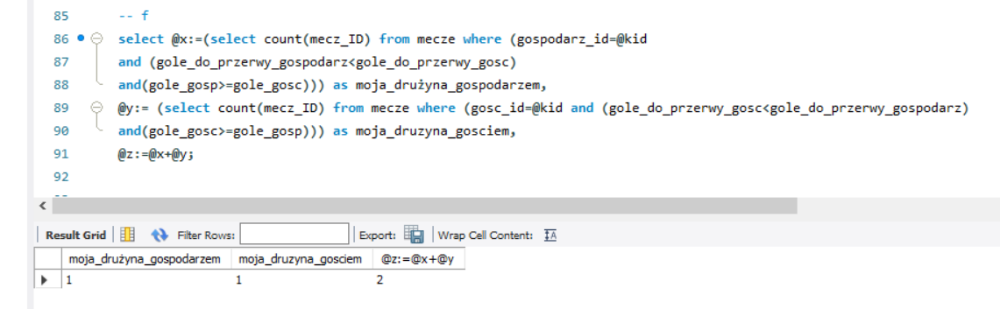 85 -- f
86 select @x:=(select count(mecz_ID) from mecze where (gospodarz_id=@kid
87 and (gole_do_przerwy_gospodarz<gole_do_przerwy_gosc)
88 and(gole_gosp>=gole_gosc))) as moja_drużyna_gospodarzem,
89 @y:= (select count(mecz_ID) from mecze where (gosc_id=@kid and (gole_do_przerwy_gosc<gole_do_przerwy_gospodarz)
90 and(gole_gosc>=gole_gosp))) as moja_druzyna_gosciem,
91 @z:=@x+@y;
92
Result Grid Filter Rows: Export: Wrap Cell Content:
moja_drużyna_gospodarzem moja_druzyna_gosciem @z:=@x+@y
1 1 2